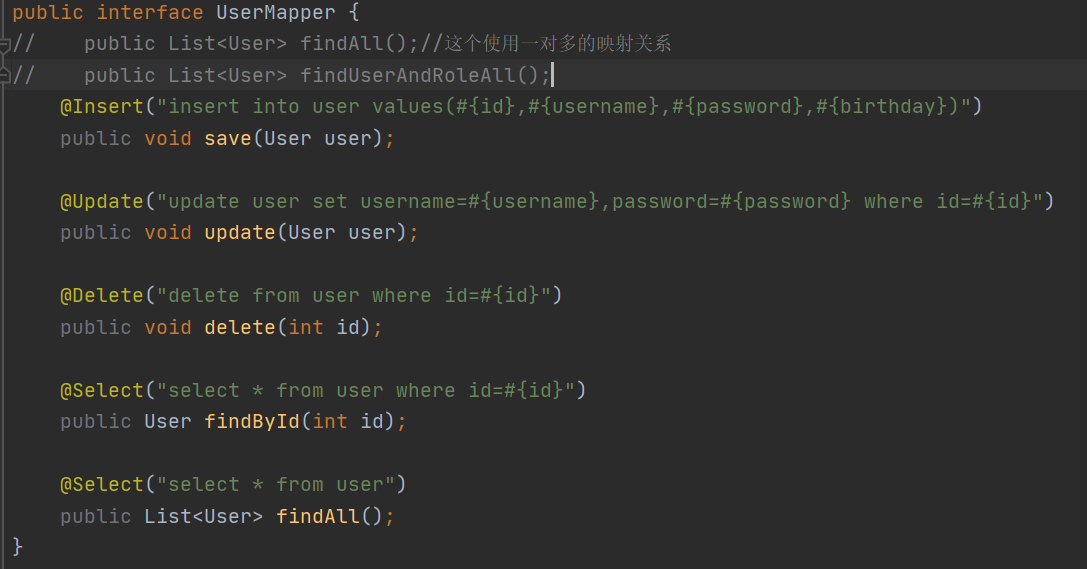 public interface UserMapper {
//    public List<User> findAll();//这个使用一对多的映射关系
//    public List<User> findUserAndRoleAll();
    @Insert("insert into user values(#{id},#{username},#{password},#{birthday})")
    public void save(User user);
    @Update("update user set username=#{username},password=#{password} where id=#{id}")
    public void update(User user);
    @Delete("delete from user where id=#{id}")
    public void delete(int id);
    @Select("select * from user where id=#{id}")
    public User findById(int id);
    @Select("select * from user")
    public List<User> findAll();
}